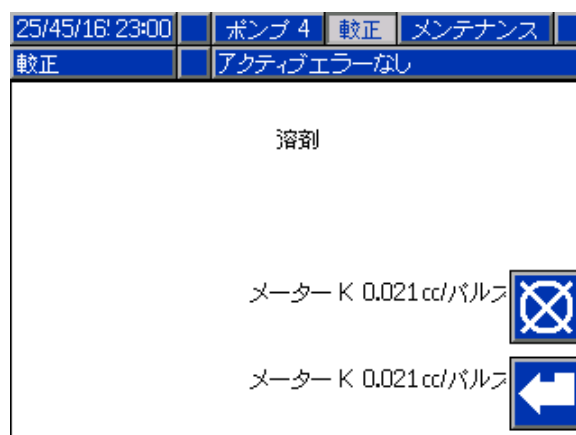 25/45/16 23:00 ポンプ 4 較正 メンテナンス
較正 アクティブエラーなし
溶剤
メーター K 0.021 cc/パルス
メーター K 0.021 cc/パルス